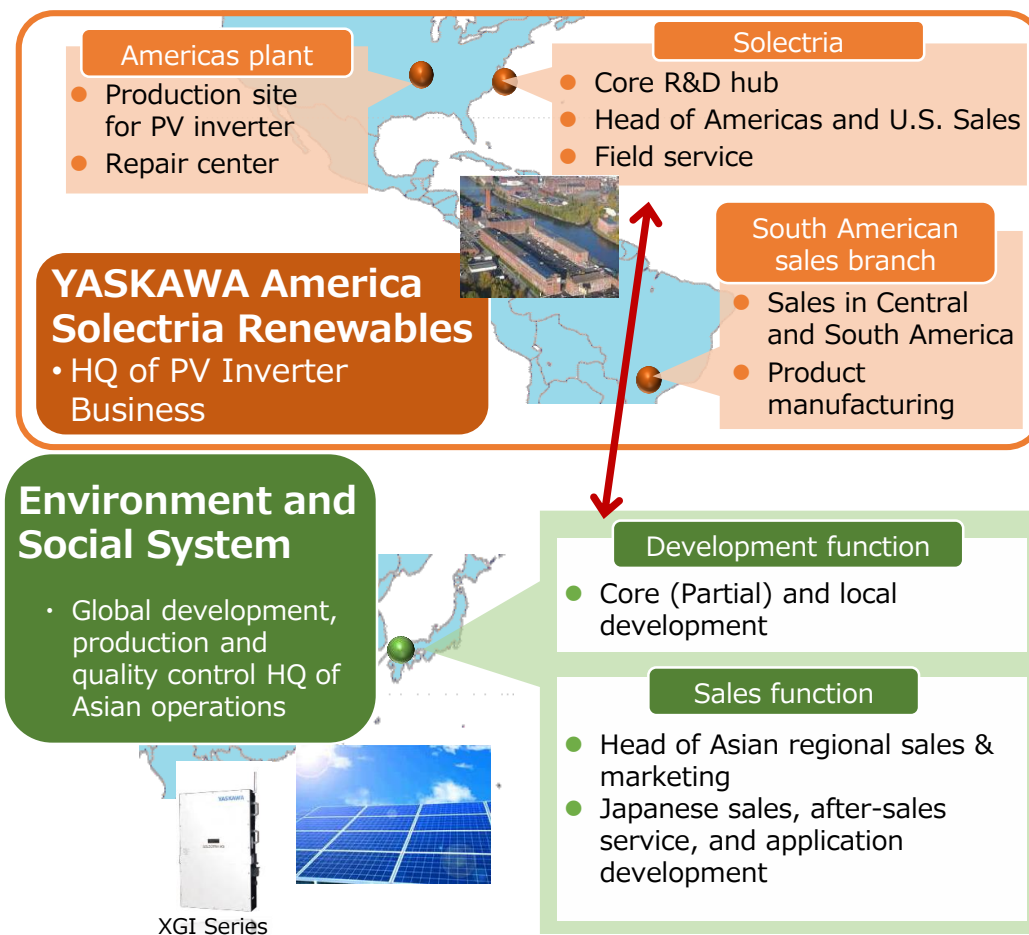 Americas plant
Production site
for PV inverter
Repair center
Solectria
Core R&D hub
Head of Americas and U.S. Sales
Field service
South American
sales branch
Sales in Central
and South America
Product
manufacturing
YASKAWA America
Solectria Renewables
• HQ of PV Inverter
Business
Environment and
Social System
・ Global development,
production and
quality control HQ of
Asian operations
Development function
Core (Partial) and local
development
Sales function
Head of Asian regional sales &
marketing
Japanese sales, after-sales
service, and application
development
YASKAWA
XGI Series